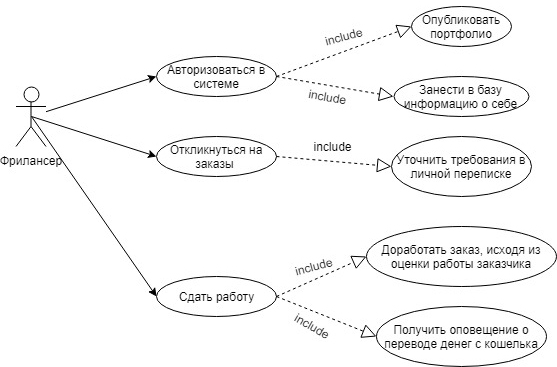 Опубликовать
портфолио
include
Авторизоваться в
системе
include
Занести в базу
информацию о себе
Фрилансер
Откликнуться на
заказы
include
Уточнить требования в
личной переписке
Сдать работу
include
Доработать заказ, исходя из
оценки работы заказчика
include
Получить оповещение о
переводе денег с кошелька